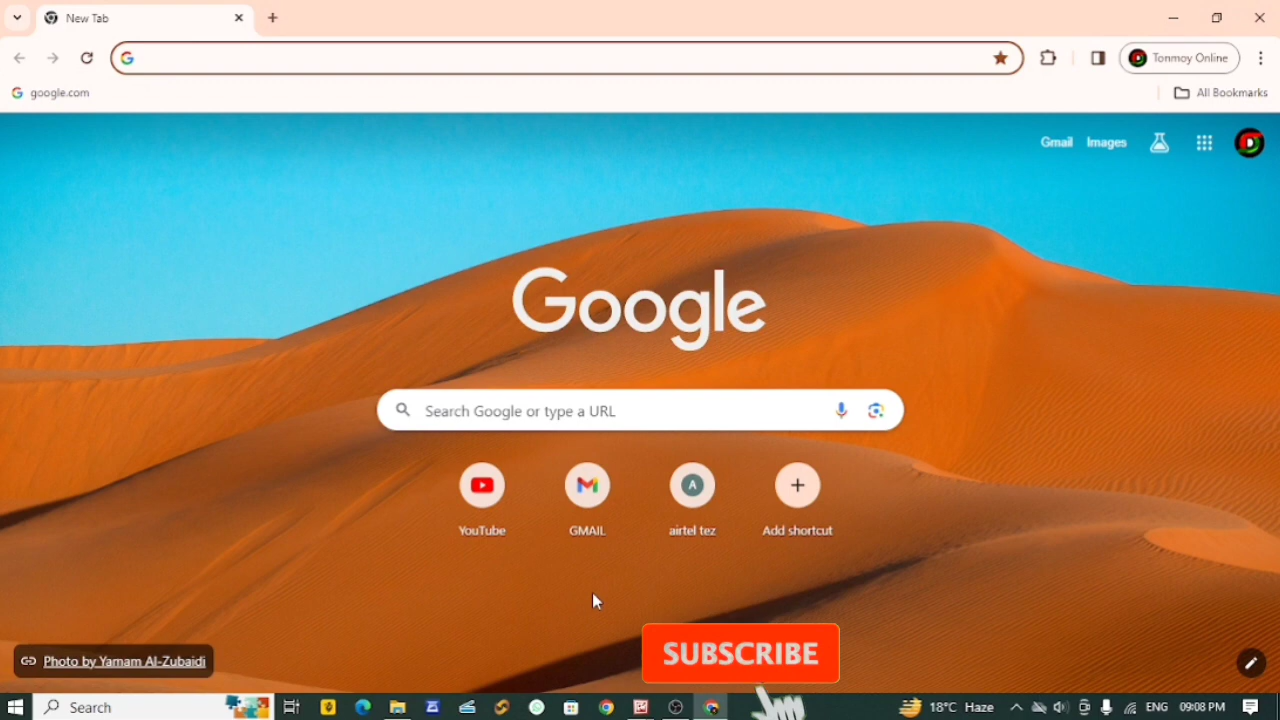 New Tab
Tonmoy Online
google.com
All Bookmarks
Gmail Images
D
Google
Search Google or type a URL
A
YouTube GMAIL airtel tez Add shortcut
SUBSCRIBE
Photo by Yamam Al-Zubaidi
Search
18°C Haze
ENG 09:08 PM